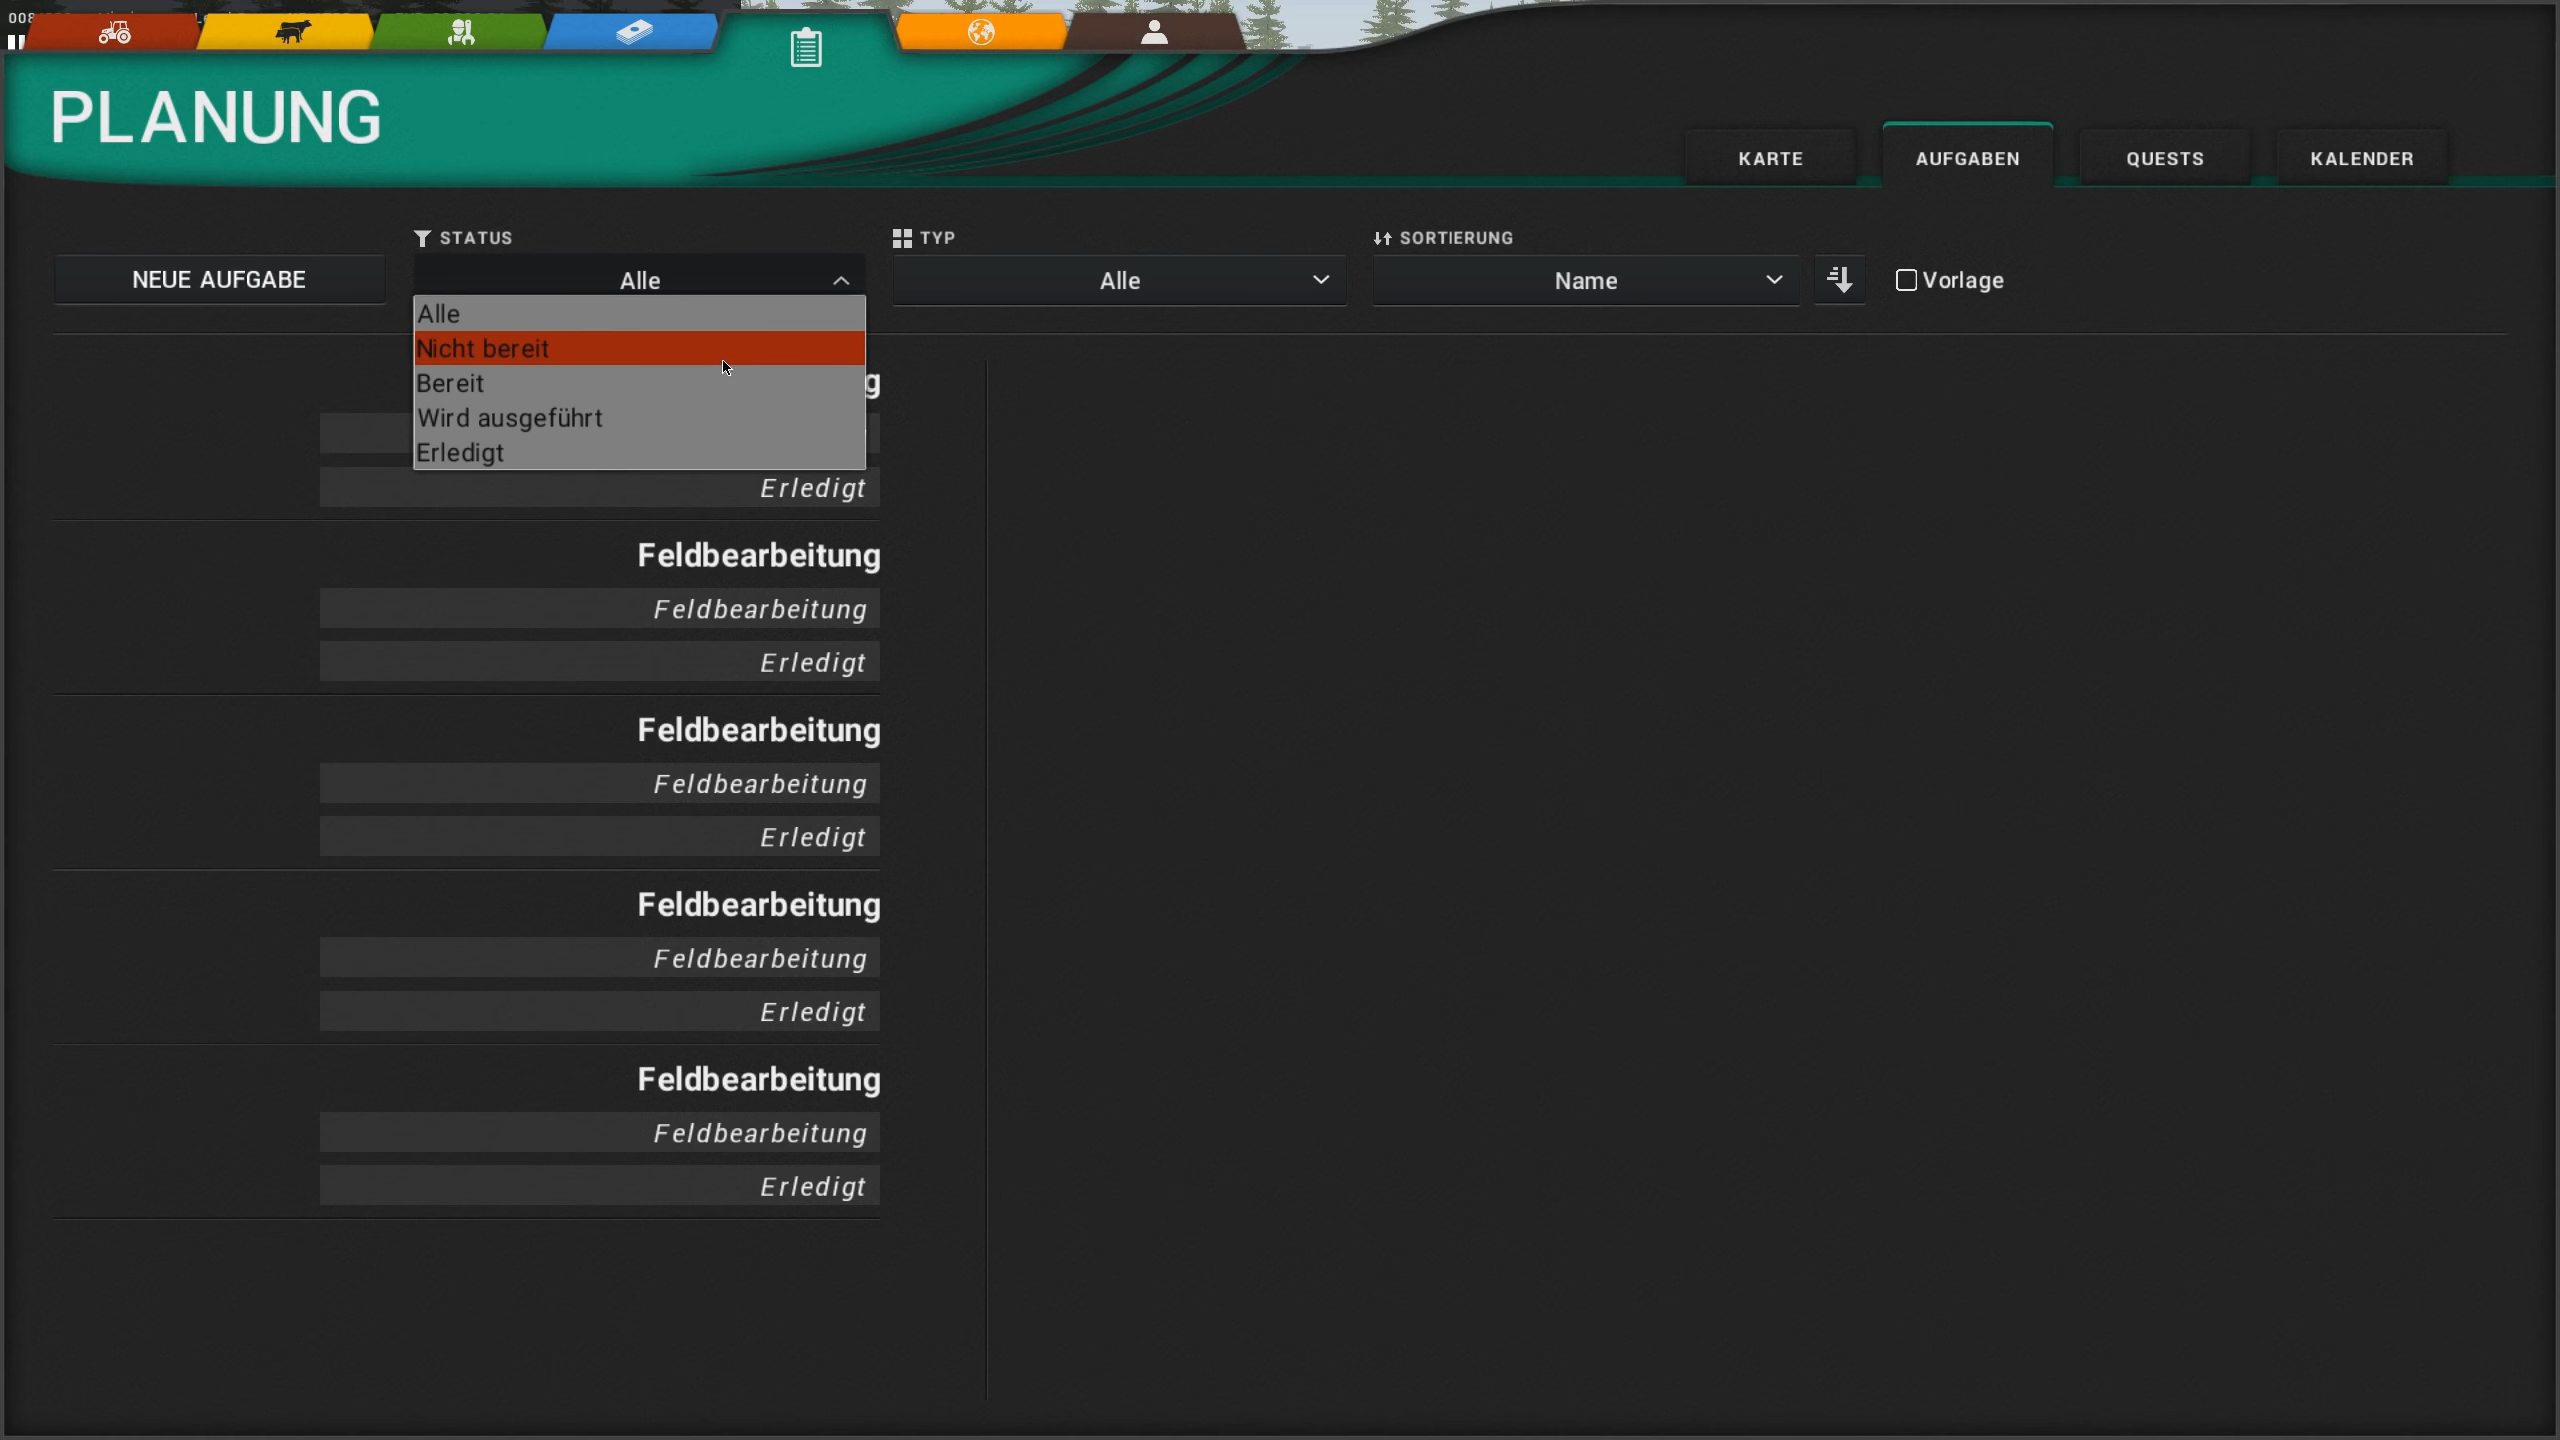 PLANUNG
KARTE
AUFGABEN
QUESTS
KALENDER
STATUS
TYP
SORTIERUNG
NEUE AUFGABE
Alle
Alle
Name
Vorlage
Alle
Nicht bereit
Bereit
Wird ausgeführt
Erledigt
g
Erledigt
Feldbearbeitung
Feldbearbeitung
Erledigt
Feldbearbeitung
Feldbearbeitung
Erledigt
Feldbearbeitung
Feldbearbeitung
Erledigt
Feldbearbeitung
Feldbearbeitung
Erledigt